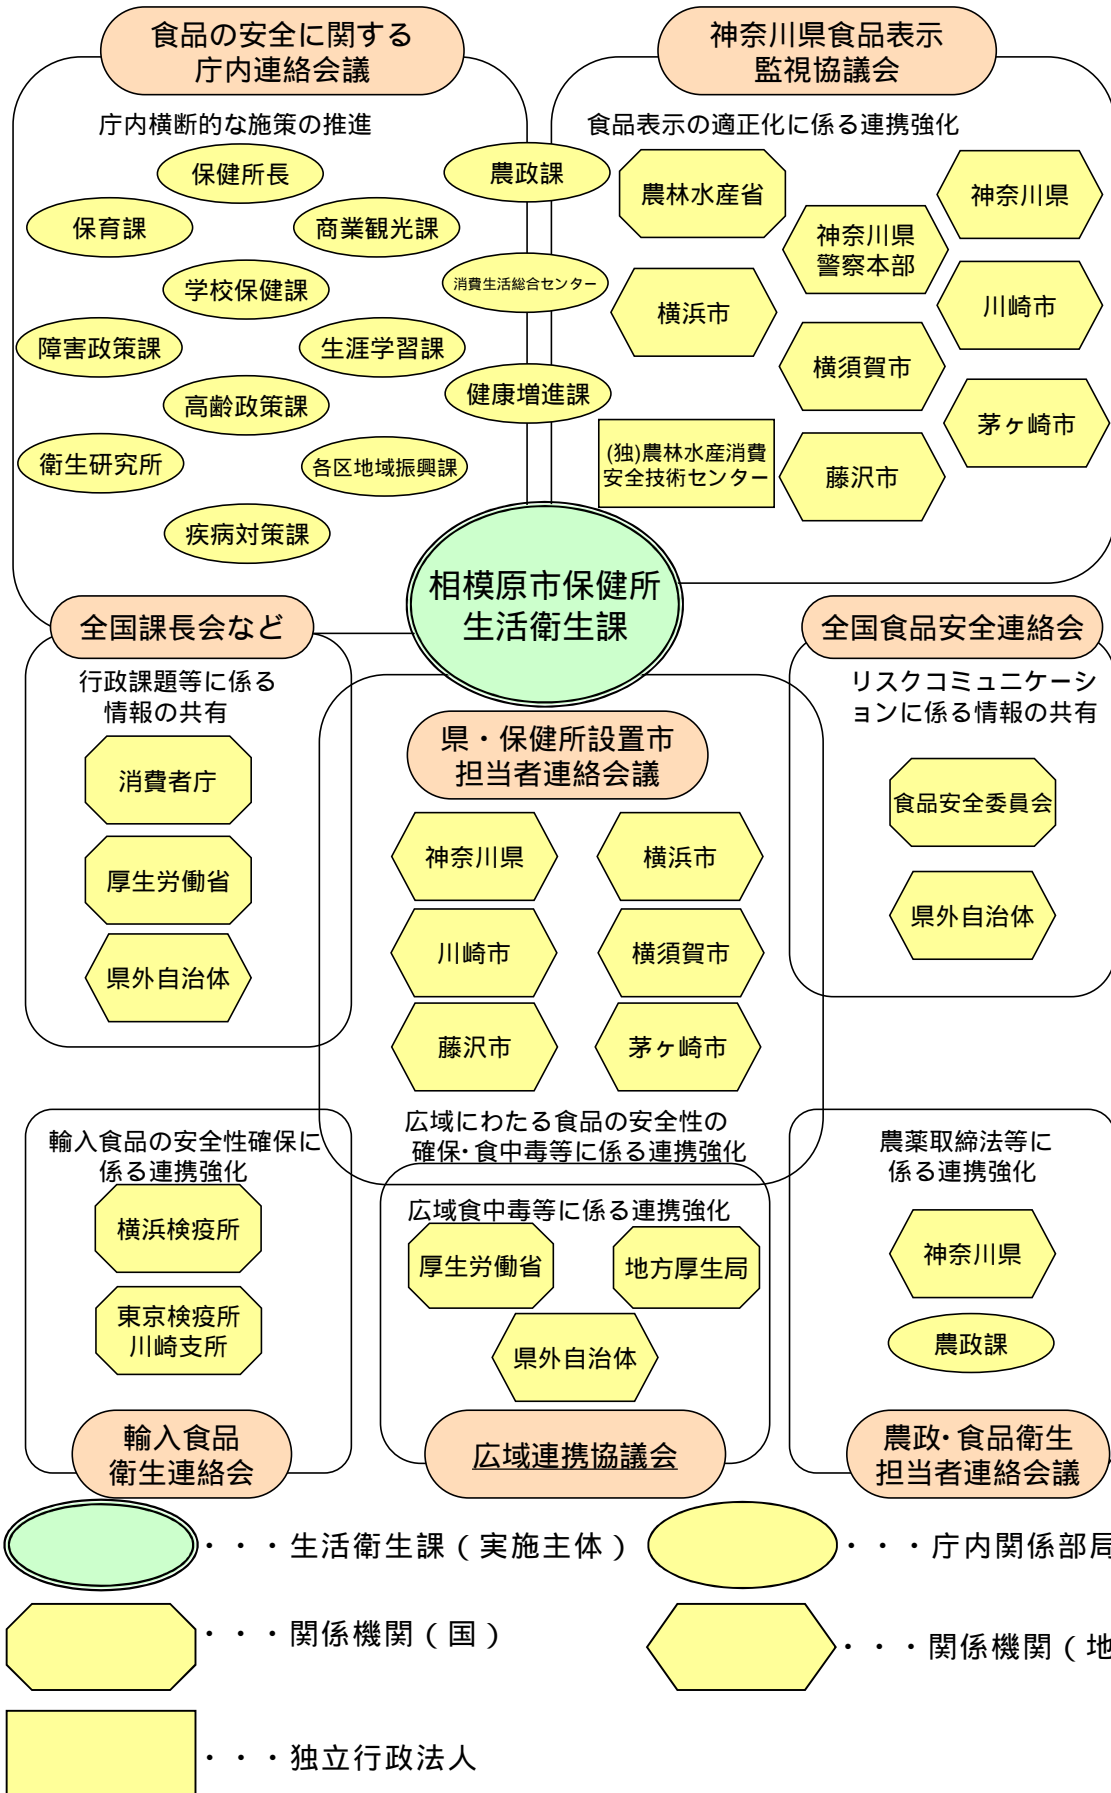 食品の安全に関する
庁内連絡会議
庁内横断的な施策の推進
保健所長
農政課
保育課
商業観光課
学校保健課
消費生活総合センター
障害政策課
生涯学習課
高齢政策課
健康増進課
衛生研究所
各区地域振興課
疾病対策課
神奈川県食品表示
監視協議会
食品表示の適正化に係る連携強化
農林水産省
神奈川県
神奈川県
警察本部
横浜市
川崎市
横須賀市
茅ヶ崎市
(独)農林水産消費
安全技術センター
藤沢市
相模原市保健所
生活衛生課
全国課長会など
行政課題等に係る
情報の共有
消費者庁
厚生労働省
県外自治体
県・保健所設置市
担当者連絡会議
神奈川県
横浜市
川崎市
横須賀市
藤沢市
茅ヶ崎市
広域にわたる食品の安全性の
確保・食中毒等に係る連携強化
全国食品安全連絡会
リスクコミュニケーシ
ョンに係る情報の共有
食品安全委員会
県外自治体
輸入食品の安全性確保に
係る連携強化
横浜検疫所
東京検疫所
川崎支所
輸入食品
衛生連絡会
広域食中毒等に係る連携強化
厚生労働省
地方厚生局
県外自治体
広域連携協議会
農薬取締法等に
係る連携強化
神奈川県
農政課
農政・食品衛生
担当者連絡会議
・・・生活衛生課（実施主体）
・・・庁内関係部局
・・・関係機関（国）
・・・関係機関（地
・・・独立行政法人